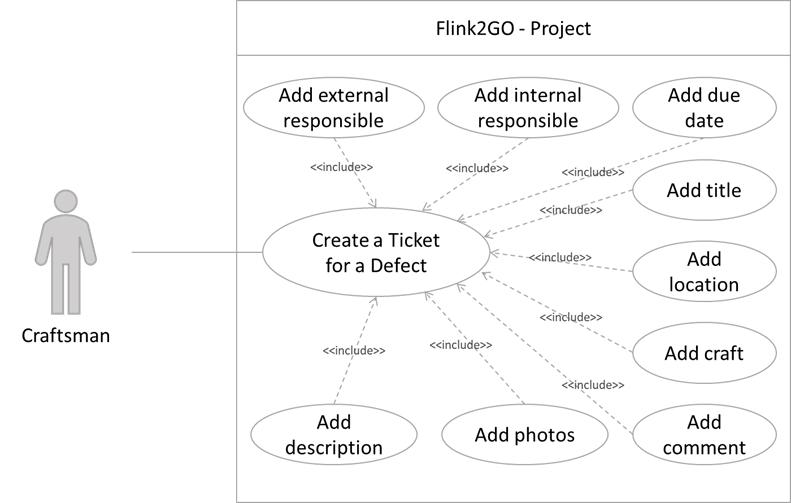 Flink2GO - Project
Add external
responsible
Add internal
responsible
Add due
date
<<include>>
<<include>>
<<include>>
Add title
<<include>>
Create a Ticket
for a Defect
<<include>>
Add
location
Craftsman
<<include>>
Add craft
<<include>>
<<include>>
<<include>>
Add
description
Add photos
Add
comment